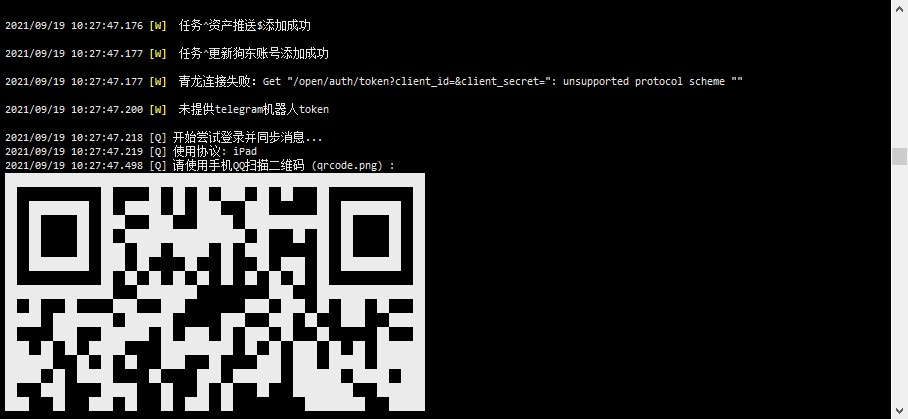 2021/09/19 10:27:47.176 [W] 任务^资产推送$添加成功
2021/09/19 10:27:47.177 [W] 任务^更新狗东账号添加成功
2021/09/19 10:27:47.177 [W] 青龙连接失败: Get "/open/auth/token?client_id=&client_secret=": unsupported protocol scheme ""
2021/09/19 10:27:47.200 [W] 未提供telegram机器人token
2021/09/19 10:27:47.218 [Q] 开始尝试登录并同步消息...
2021/09/19 10:27:47.219 [Q] 使用协议: iPad
2021/09/19 10:27:47.498 [Q] 请使用手机QQ扫描二维码 (qrcode.png) :